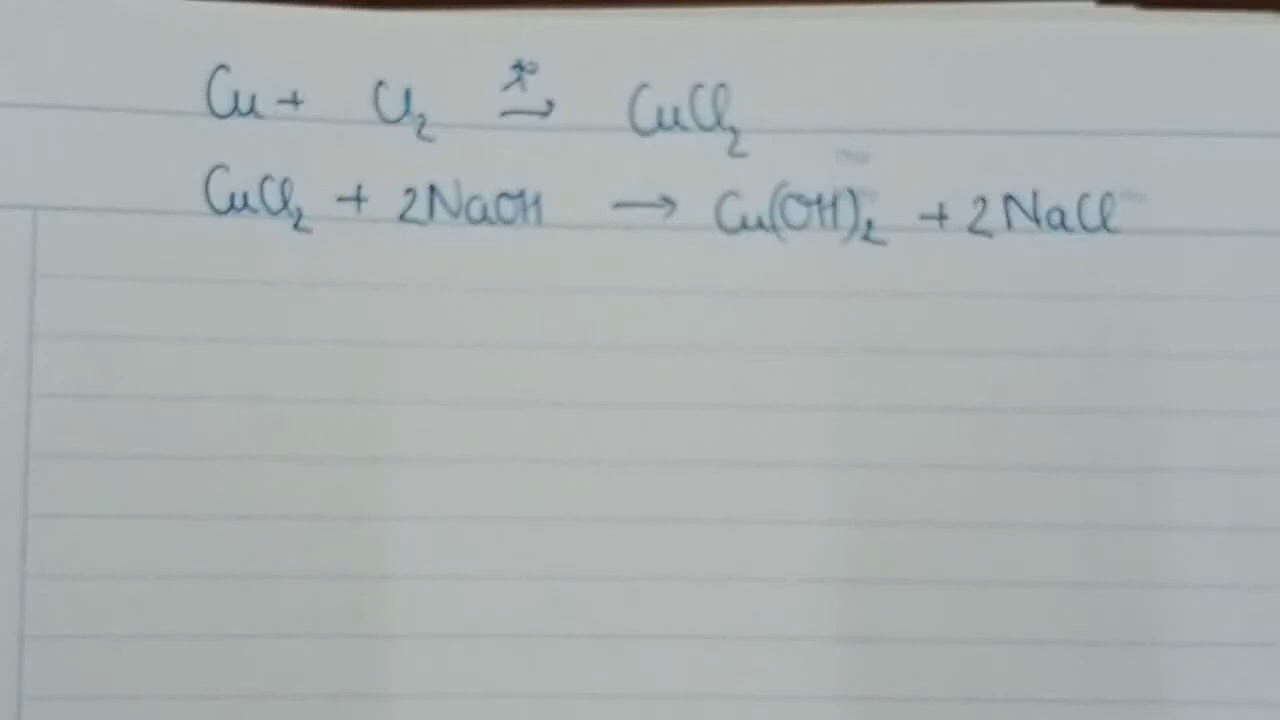 Cu + Cl₂ →(t°) CuCl₂
CuCl₂ + 2NaOH → Cu(OH)₂ + 2NaCl